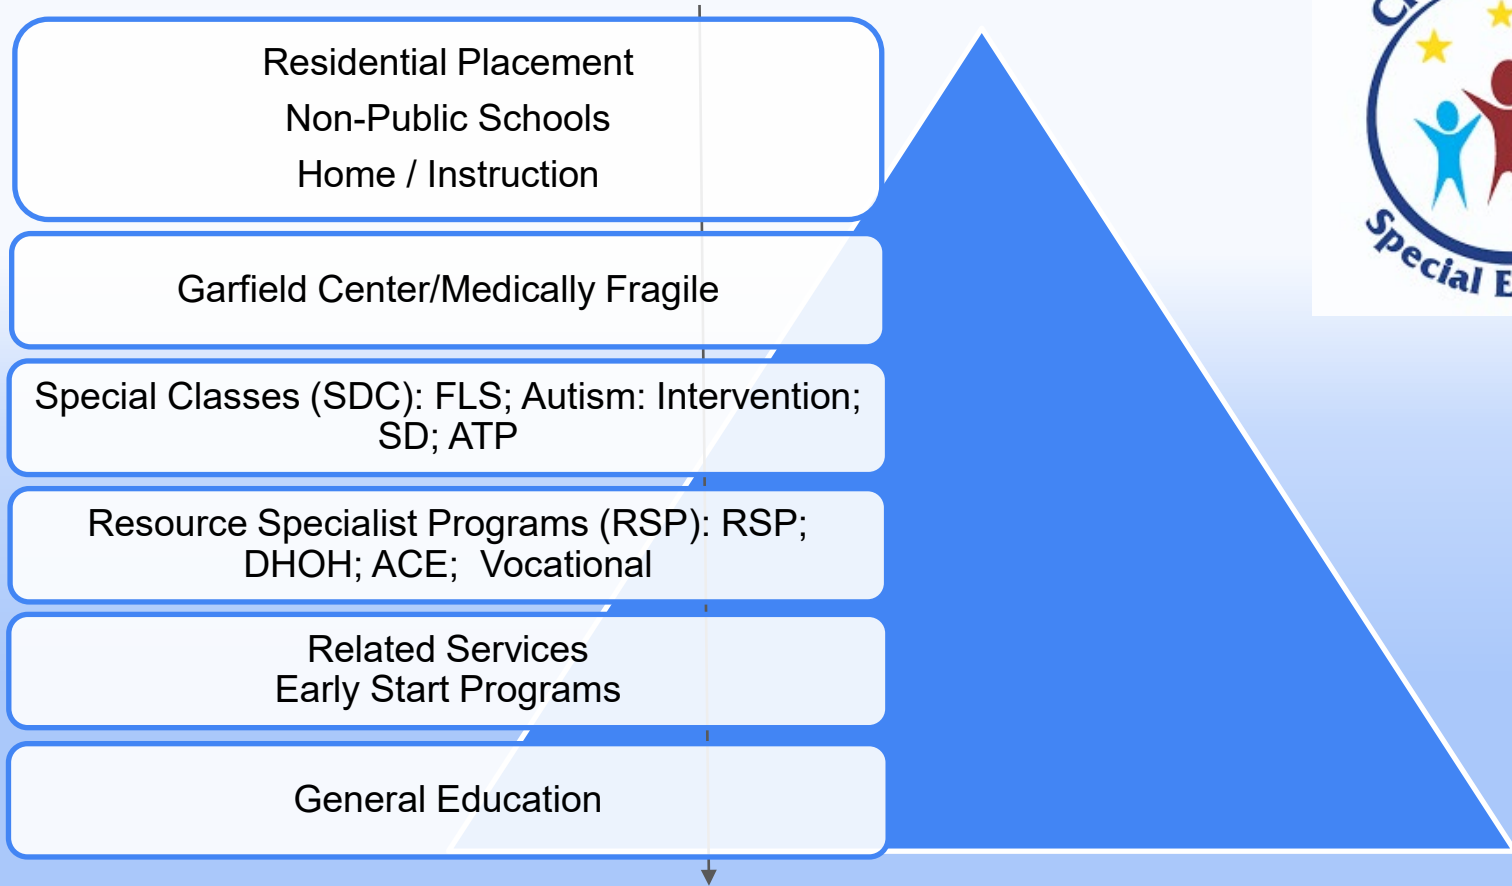 Residential Placement
Non-Public Schools
Home / Instruction
Garfield Center/Medically Fragile
Special Classes (SDC): FLS; Autism: Intervention;
SD; ATP
Resource Specialist Programs (RSP): RSP;
DHOH; ACE;  Vocational
Related Services
Early Start Programs
General Education
Special